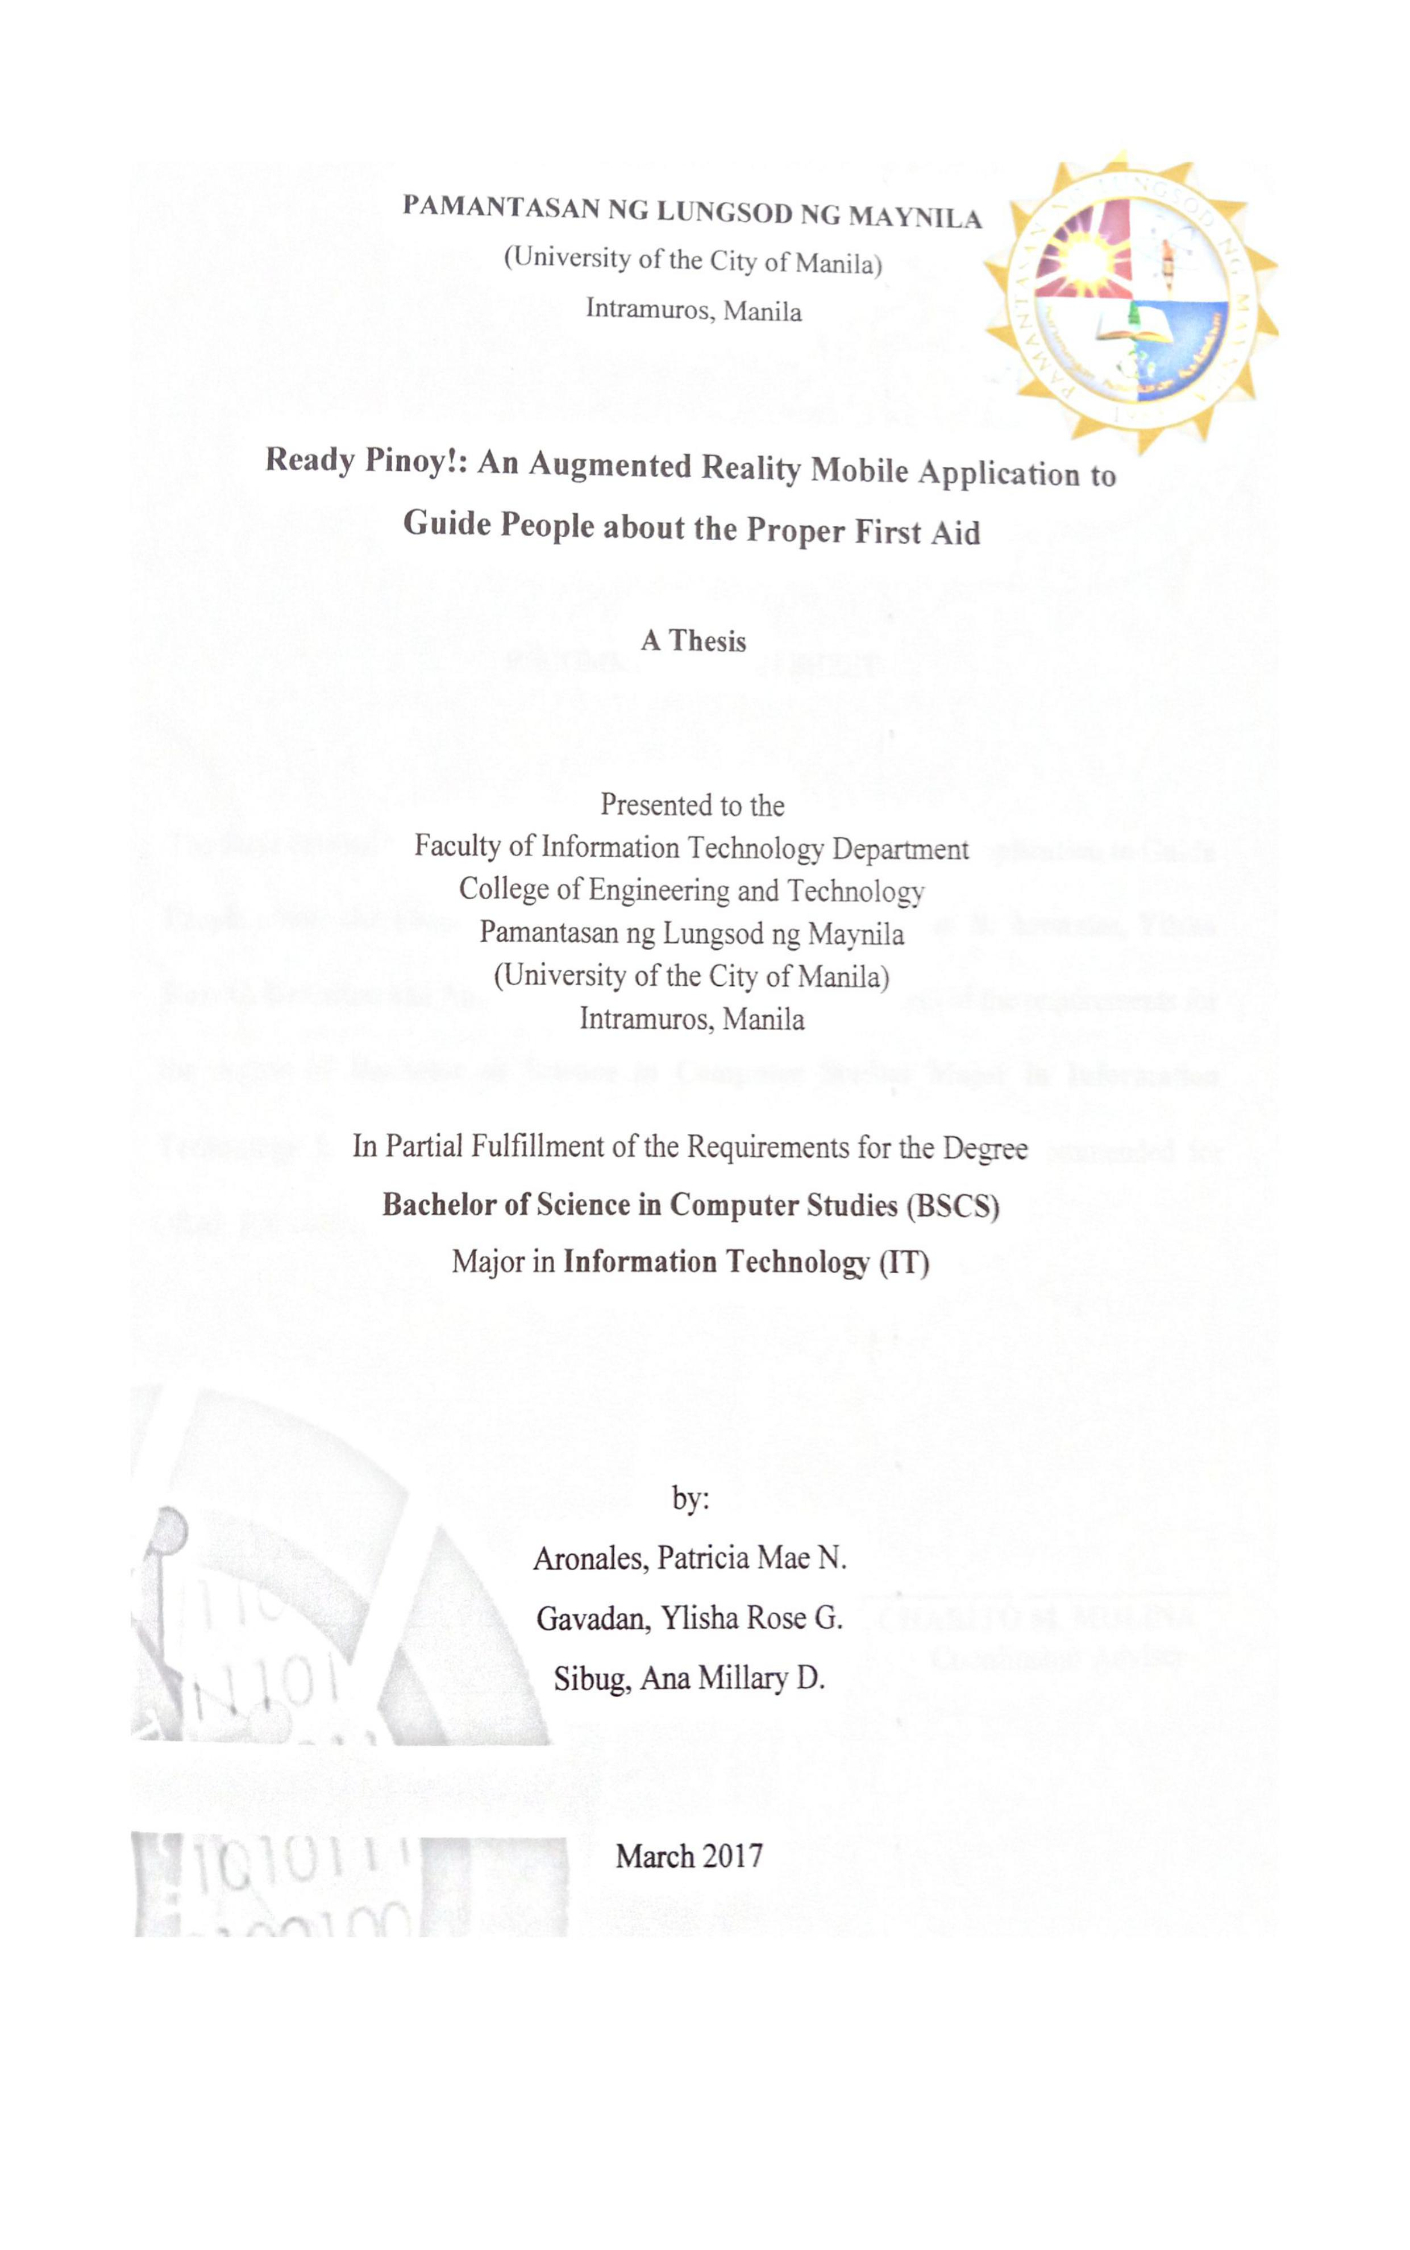 PAMANTASAN NG LUNGSOD NG MAYNILA
(University of the City of Manila)
Intramuros, Manila
PAMANTASAN NG LUNGSOD NG MAYNILA
Ready Pinoy!: An Augmented Reality Mobile Application to
Guide People about the Proper First Aid
A Thesis
Presented to the
Faculty of Information Technology Department
College of Engineering and Technology
Pamantasan ng Lungsod ng Maynila
(University of the City of Manila)
Intramuros, Manila
In Partial Fulfillment of the Requirements for the Degree
Bachelor of Science in Computer Studies (BSCS)
Major in Information Technology (IT)
by:
Aronales, Patricia Mae N.
Gavadan, Ylisha Rose G.
Sibug, Ana Millary D.
March 2017